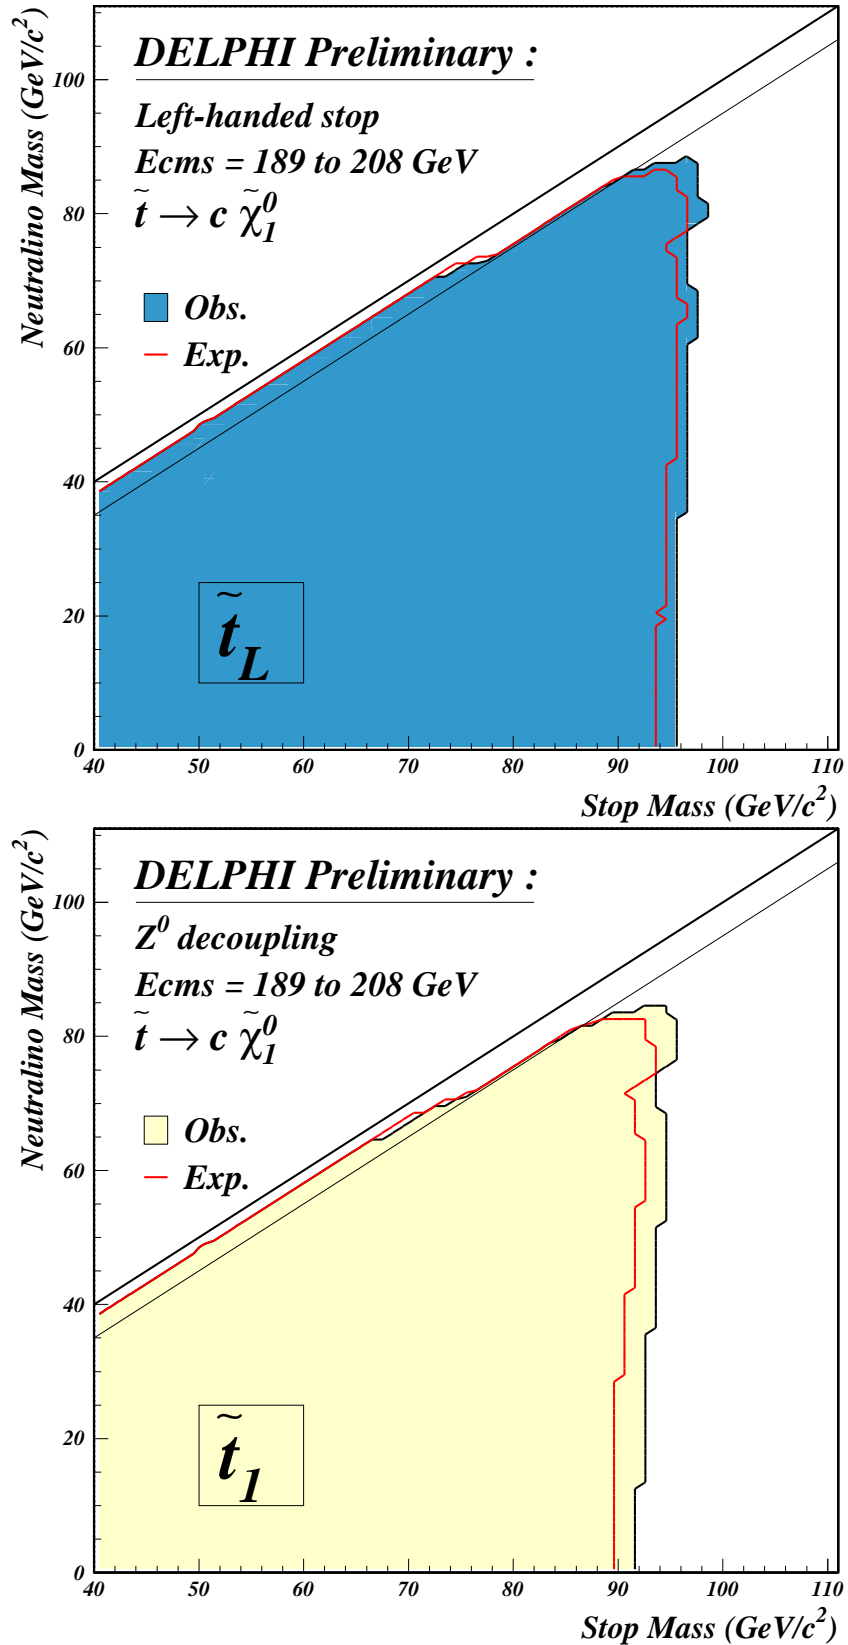 DELPHI Preliminary :
Left-handed stop
Ecms = 189 to 208 GeV
t̃ → c χ̃₁⁰
Obs.
Exp.
t̃_L
Neutralino Mass (GeV/c²)
100
80
60
40
20
0
40 50 60 70 80 90 100 110
Stop Mass (GeV/c²)
DELPHI Preliminary :
Z⁰ decoupling
Ecms = 189 to 208 GeV
t̃ → c χ̃₁⁰
Obs.
Exp.
t̃₁
Neutralino Mass (GeV/c²)
100
80
60
40
20
0
40 50 60 70 80 90 100 110
Stop Mass (GeV/c²)